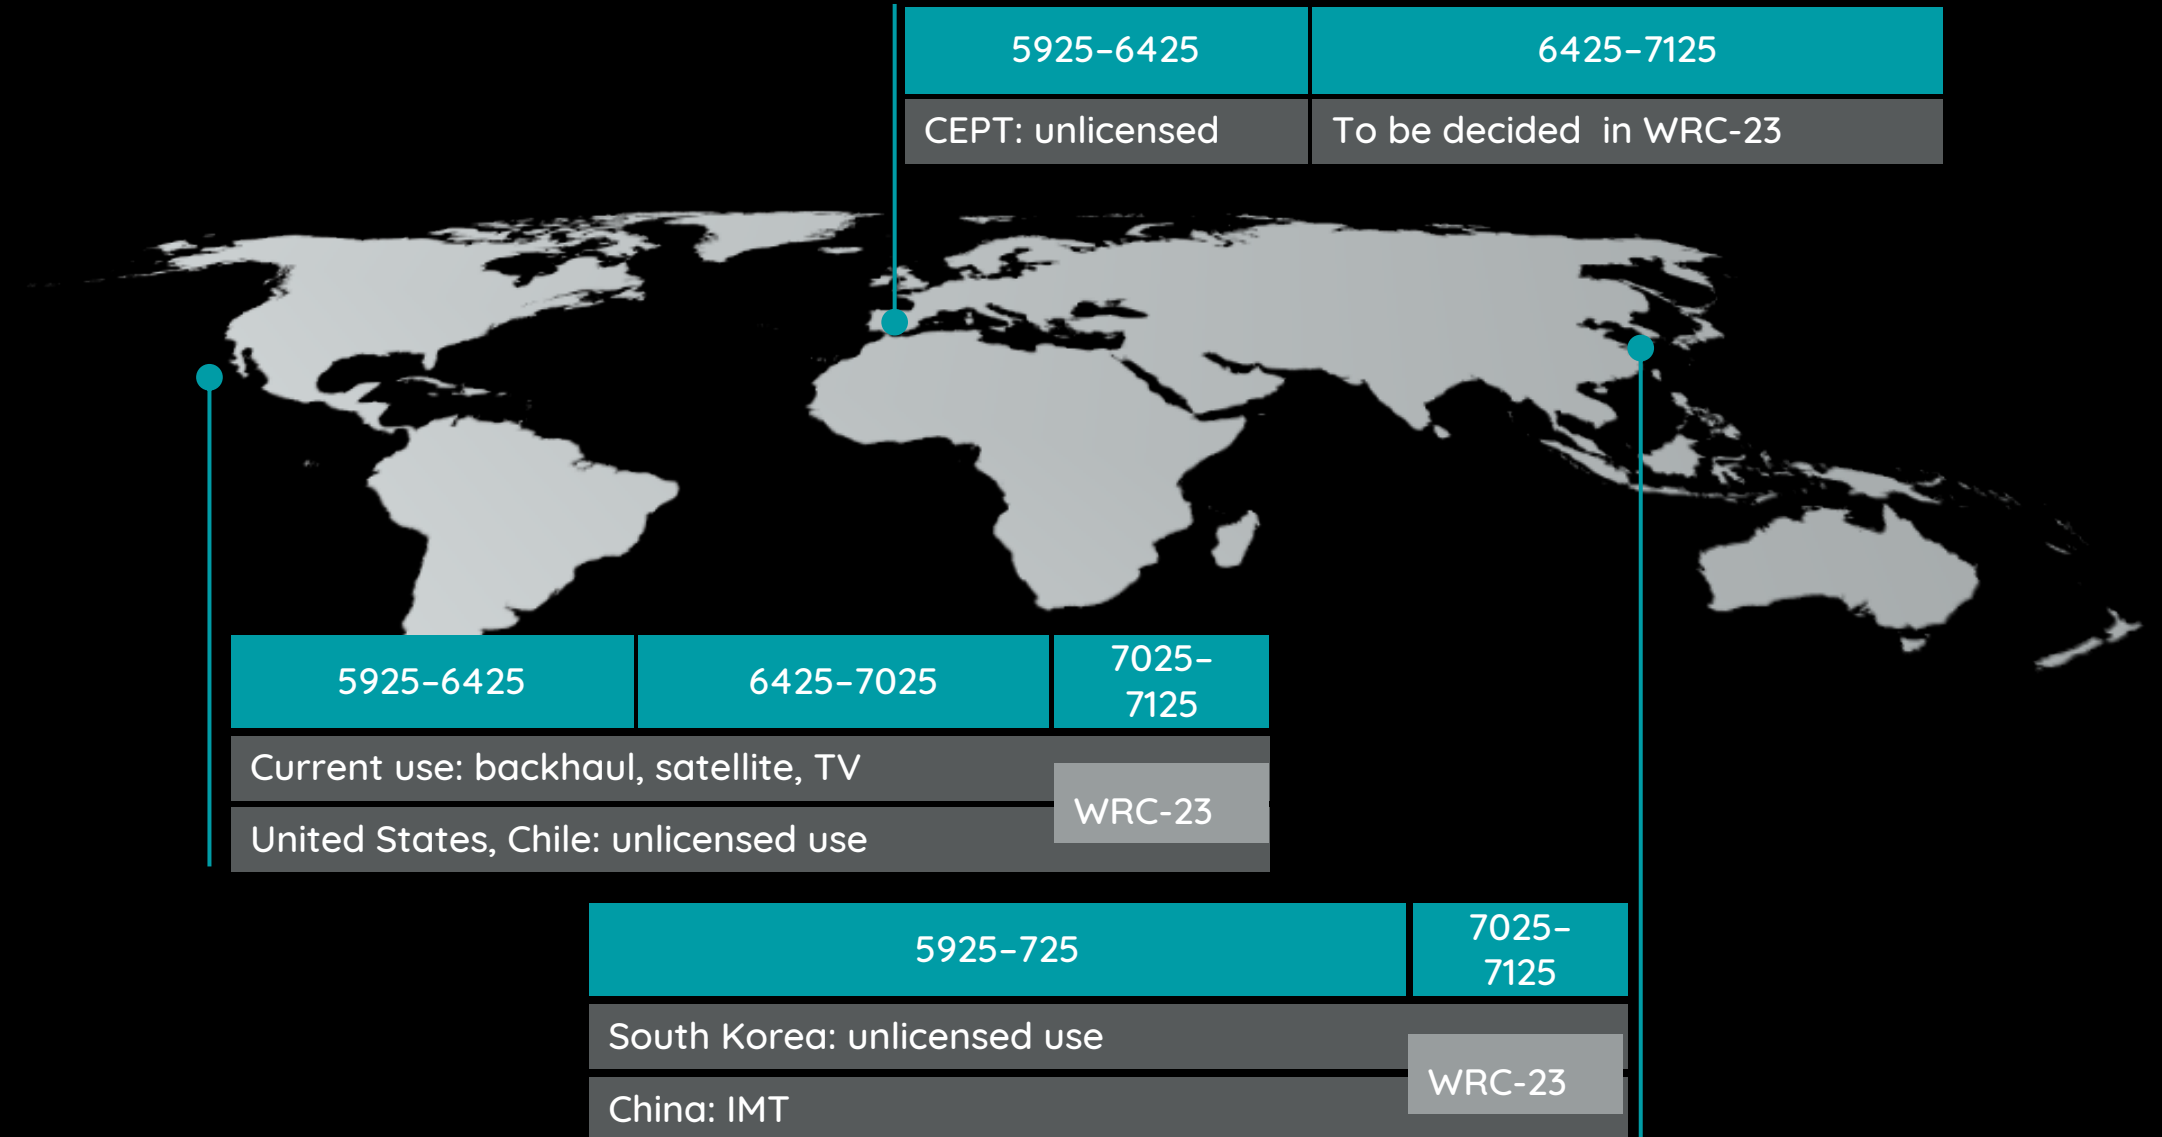 5925–6425
6425–7125
CEPT: unlicensed
To be decided in WRC-23
5925–6425
6425–7025
7025–
7125
Current use: backhaul, satellite, TV
WRC-23
United States, Chile: unlicensed use
5925–725
7025–
7125
South Korea: unlicensed use
WRC-23
China: IMT